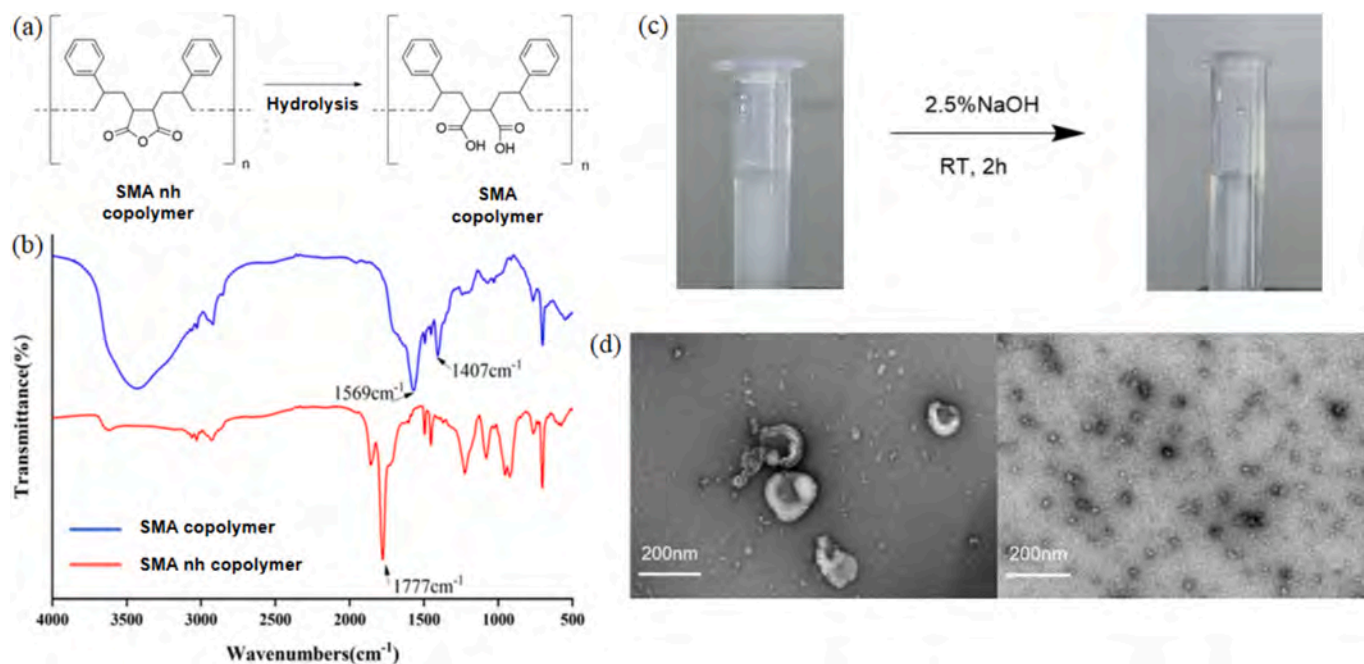 (a)
Hydrolysis
O
O
O
OH
O
OH
O
n
n
SMA nh
copolymer
SMA
copolymer
(b)
Transmittance(%)
1569cm⁻¹
1407cm⁻¹
1777cm⁻¹
SMA copolymer
SMA nh copolymer
4000
3500
3000
2500
2000
1500
1000
500
Wavenumbers(cm⁻¹)
(c)
2.5%NaOH
RT, 2h
(d)
200nm
200nm